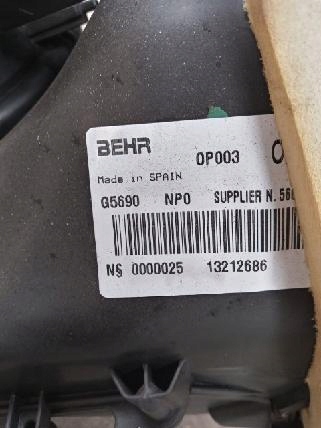 BEHR OP003
Made in SPAIN
G5690 NPO SUPPLIER N.
N§ 0000025 13212686